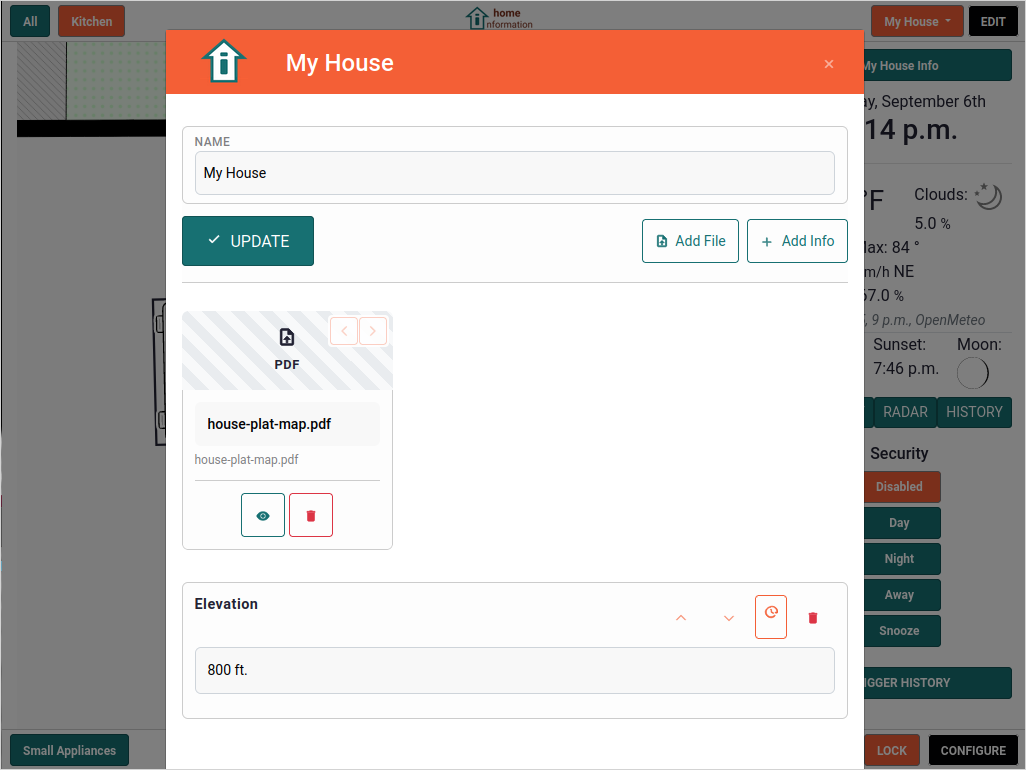 All
Kitchen
home
nformation
My House
EDIT
My House
×
My House Info
ay, September 6th
14 p.m.
NAME
My House
UPDATE
Add File
Add Info
°F
Clouds:
5.0 %
Max: 84 °
m/h NE
67.0 %
9 p.m., OpenMeteo
Sunset:
Moon:
7:46 p.m.
PDF
house-plat-map.pdf
house-plat-map.pdf
RADAR
HISTORY
Security
Disabled
Day
Night
Away
Snooze
Elevation
800 ft.
IGGER HISTORY
Small Appliances
LOCK
CONFIGURE